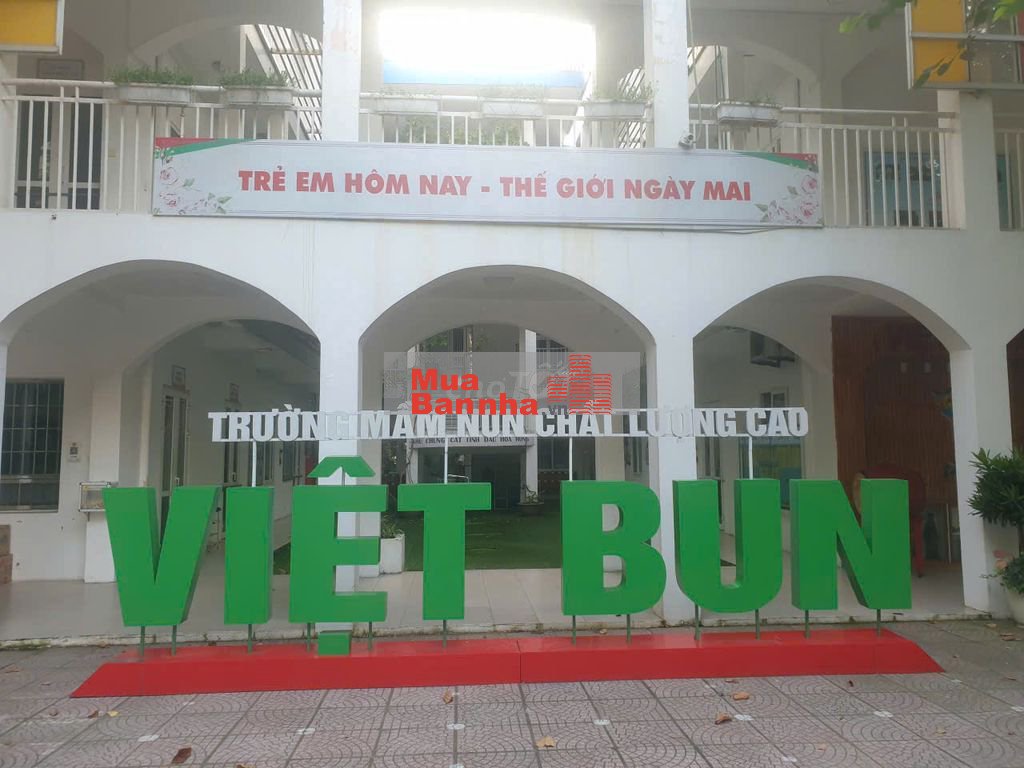 TRẺ EM HÔM NAY - THẾ GIỚI NGÀY MAI
Mua
Bannha
TRƯỜNG MẦM NON CHẤT LƯỢNG CAO
VIỆT BUN